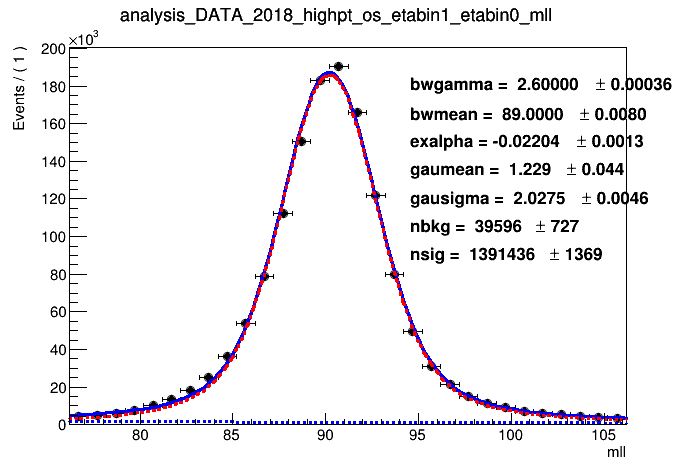 analysis_DATA_2018_highpt_os_etabin1_etabin0_mll
×10³
Events / ( 1 )
200
180
160
140
120
100
80
60
40
20
0
bwgamma = 2.60000 ± 0.00036
bwmean = 89.0000 ± 0.0080
exalpha = -0.02204 ± 0.0013
gaumean = 1.229 ± 0.044
gausigma = 2.0275 ± 0.0046
nbkg = 39596 ± 727
nsig = 1391436 ± 1369
80 85 90 95 100 105
mll